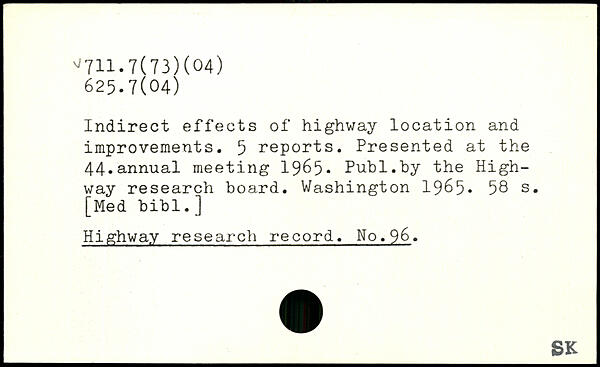 √711.7(73)(04)
625.7(04)
Indirect effects of highway location and
improvements. 5 reports. Presented at the
44.annual meeting 1965. Publ.by the High-
way research board. Washington 1965. 58 s.
[Med bibl.]
Highway research record. No.96.
SK